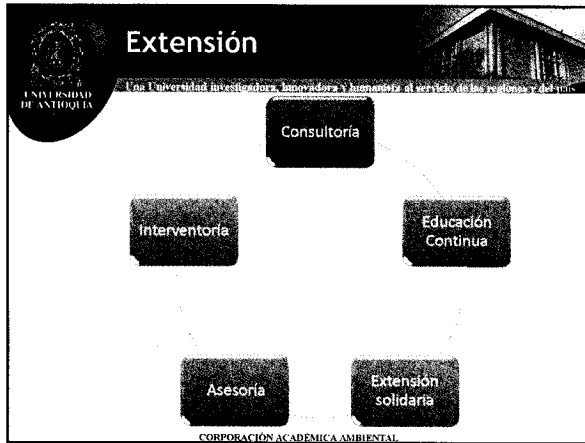 Extensión
UNIVERSIDAD
DE ANTIOQUIA
Una Universidad investigadora, innovadora y humanista al servicio de las regiones y del país
Consultoría
Interventoría
Educación
Continua
Asesoría
Extensión
solidaria
CORPORACIÓN ACADÉMICA AMBIENTAL